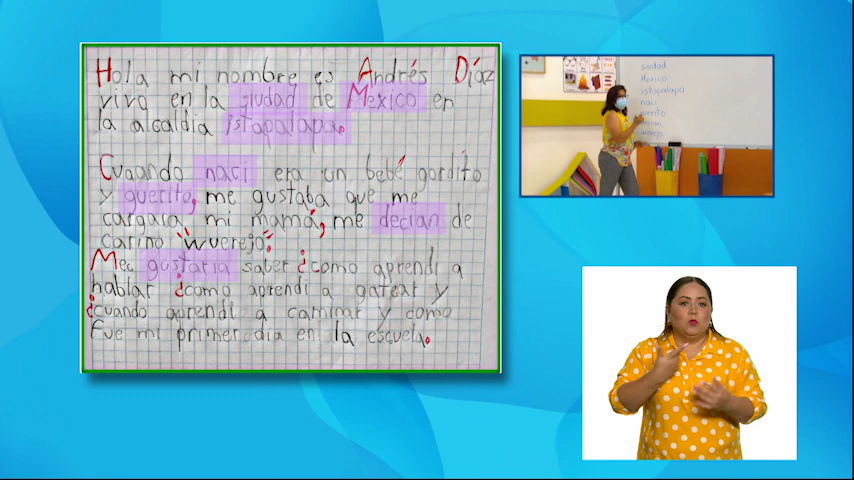 Hola mi nombre es Andrés Díaz
vivo en la siudad de Mexico en
la alcaldia istapalapa.
Cuando naci era un bebé gordito
y guerito, me gustaba que me
cargara mi mamá, me decian de
cariño "wuerejo".
Me gustaria saber ¿como aprendi a
hablar ¿como aprendi a gatear y
¿cuando aprendi a caminar y como
fue mi primer dia en la escuela.
siudad
Mexico
istapalapa
naci